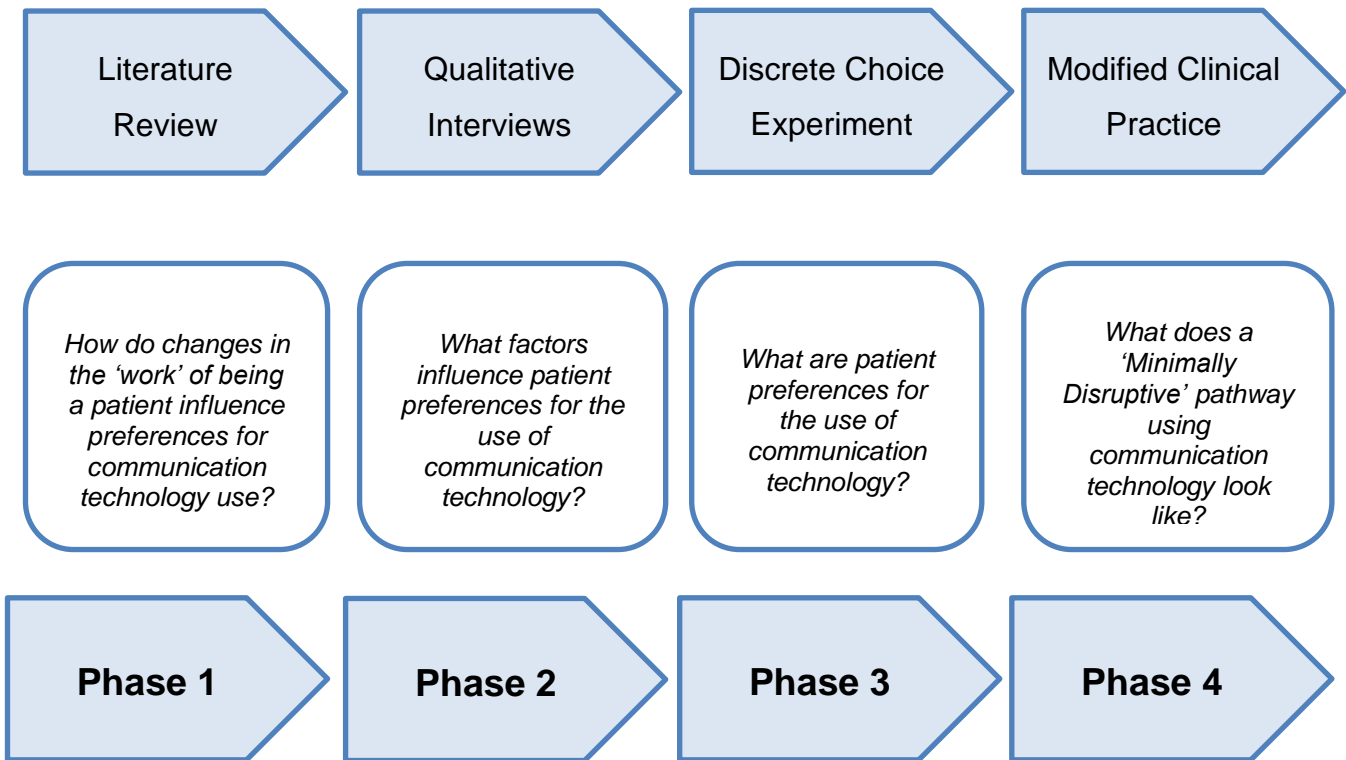 Literature
Review
Qualitative
Interviews
Discrete Choice
Experiment
Modified Clinical
Practice
How do changes in
the ‘work’ of being
a patient influence
preferences for
communication
technology use?
What factors
influence patient
preferences for the
use of
communication
technology?
What are patient
preferences for
the use of
communication
technology?
What does a
‘Minimally
Disruptive’ pathway
using
communication
technology look
like?
Phase 1
Phase 2
Phase 3
Phase 4